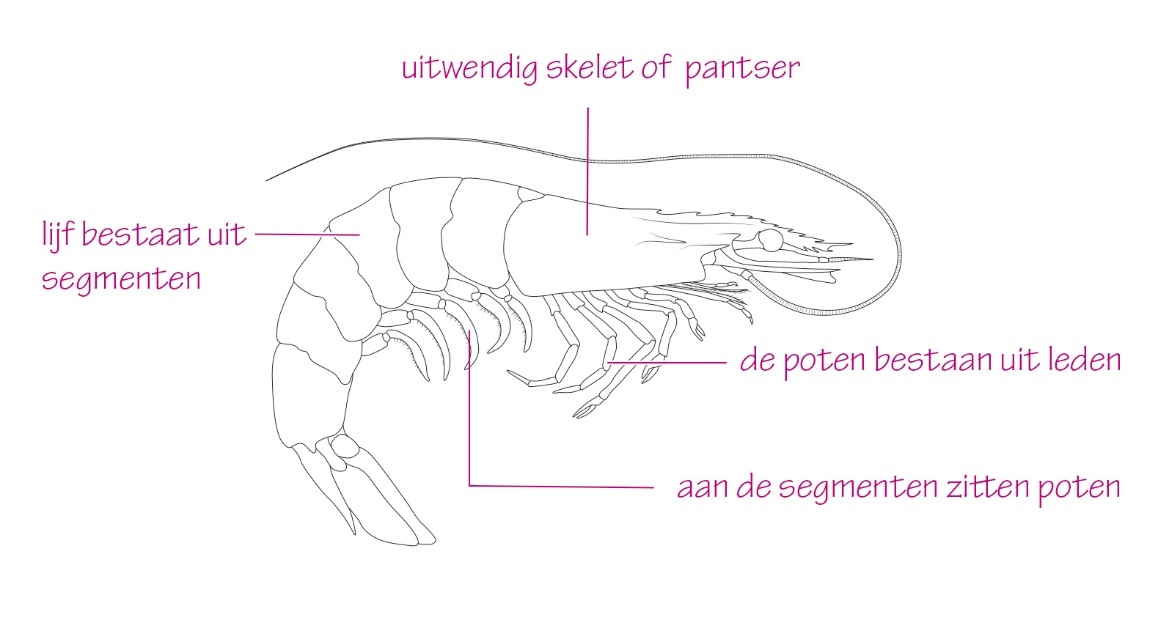 uitwendig skelet of pantser
lijf bestaat uit
segmenten
de poten bestaan uit leden
aan de segmenten zitten poten